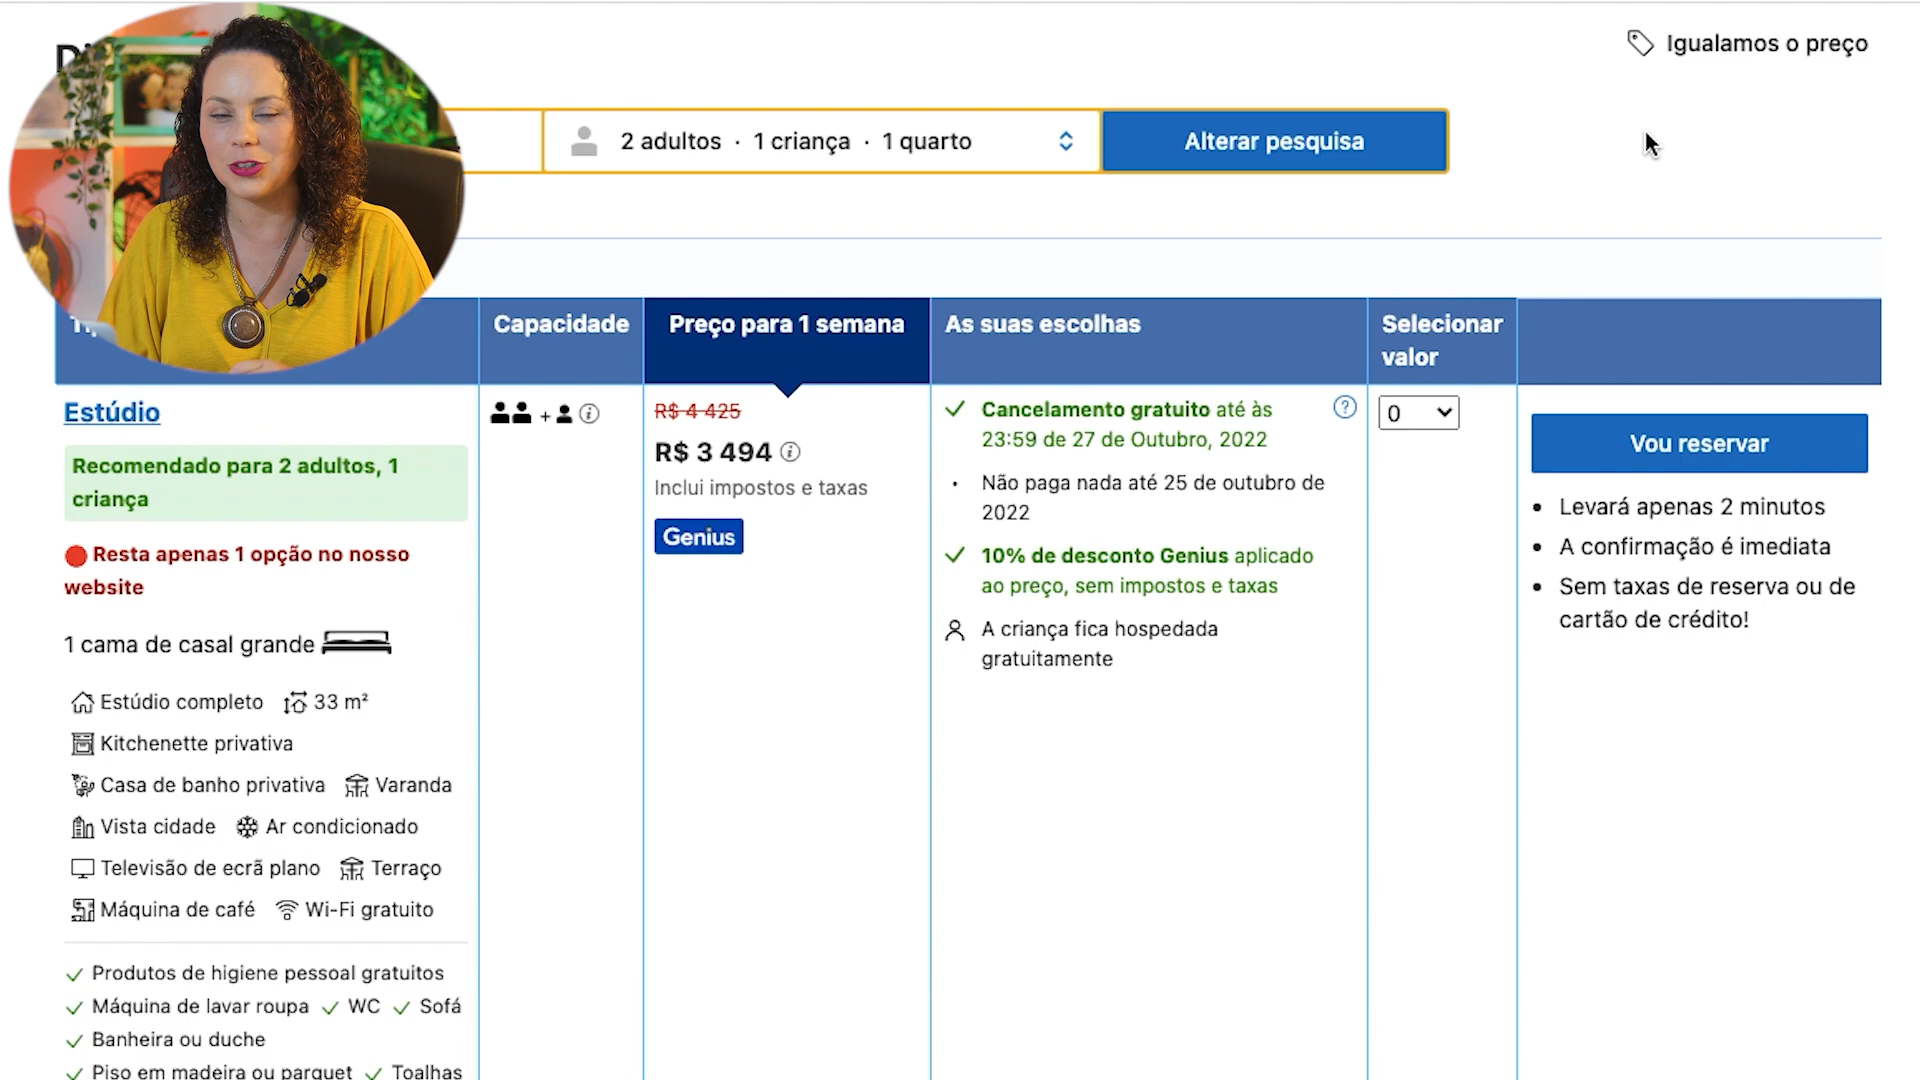 Igualamos o preço
2 adultos · 1 criança · 1 quarto
Alterar pesquisa
Capacidade
Preço para 1 semana
As suas escolhas
Selecionar
valor
Estúdio
Recomendado para 2 adultos, 1
criança
Resta apenas 1 opção no nosso
website
1 cama de casal grande
Estúdio completo 33 m²
Kitchenette privativa
Casa de banho privativa Varanda
Vista cidade Ar condicionado
Televisão de ecrã plano Terraço
Máquina de café Wi-Fi gratuito
Produtos de higiene pessoal gratuitos
Máquina de lavar roupa WC Sofá
Banheira ou duche
Piso em madeira ou parquet Toalhas
+
R$ 4 425
R$ 3 494
Inclui impostos e taxas
Genius
Cancelamento gratuito até às
23:59 de 27 de Outubro, 2022
?
· Não paga nada até 25 de outubro de
2022
10% de desconto Genius aplicado
ao preço, sem impostos e taxas
A criança fica hospedada
gratuitamente
0
Vou reservar
• Levará apenas 2 minutos
• A confirmação é imediata
• Sem taxas de reserva ou de
cartão de crédito!